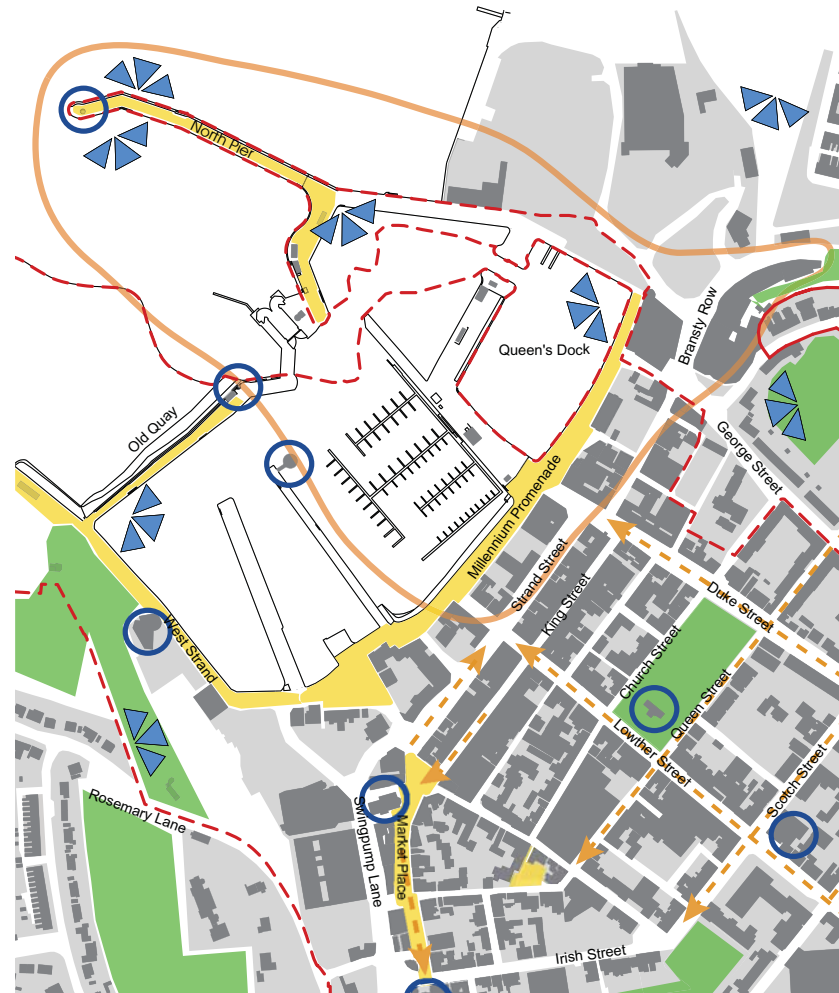 North Pier
Bransty Row
Queen's Dock
Old Quay
George Street
Millennium Promenade
Strand Street
King Street
Duke Street
West Strand
Church Street
Queen Street
Lowther Street
Scotch Street
Rosemary Lane
Swingpump Lane
Market Place
Irish Street